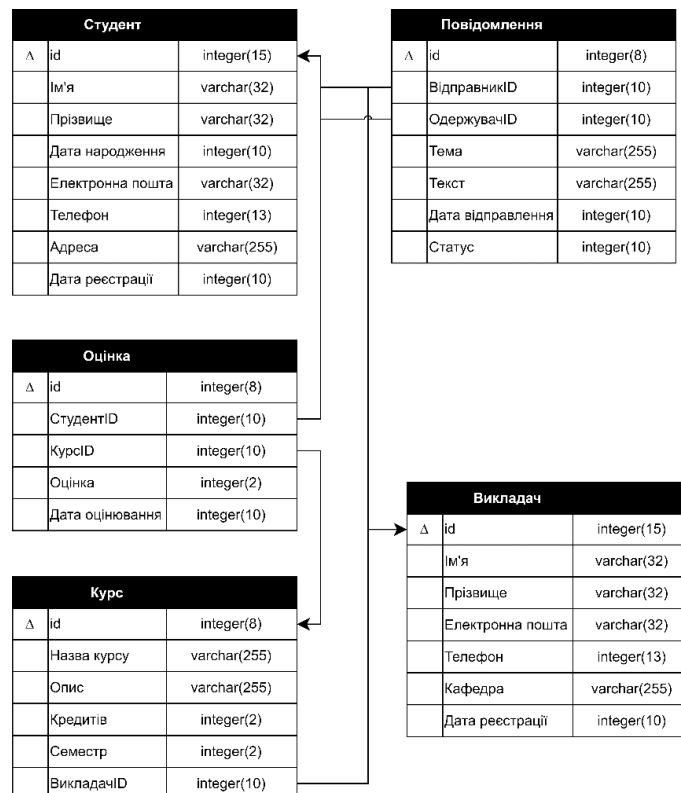 Студент
Δ id integer(15)
Ім'я varchar(32)
Прізвище varchar(32)
Дата народження integer(10)
Електронна пошта varchar(32)
Телефон integer(13)
Адреса varchar(255)
Дата реєстрації integer(10)
Повідомлення
Δ id integer(8)
ВідправникID integer(10)
ОдержувачID integer(10)
Тема varchar(255)
Текст varchar(255)
Дата відправлення integer(10)
Статус integer(10)
Оцінка
Δ id integer(8)
СтудентID integer(10)
КурсID integer(10)
Оцінка integer(2)
Дата оцінювання integer(10)
Викладач
Δ id integer(15)
Ім'я varchar(32)
Прізвище varchar(32)
Електронна пошта varchar(32)
Телефон integer(13)
Кафедра varchar(255)
Дата реєстрації integer(10)
Курс
Δ id integer(8)
Назва курсу varchar(255)
Опис varchar(255)
Кредитів integer(2)
Семестр integer(2)
ВикладачID integer(10)